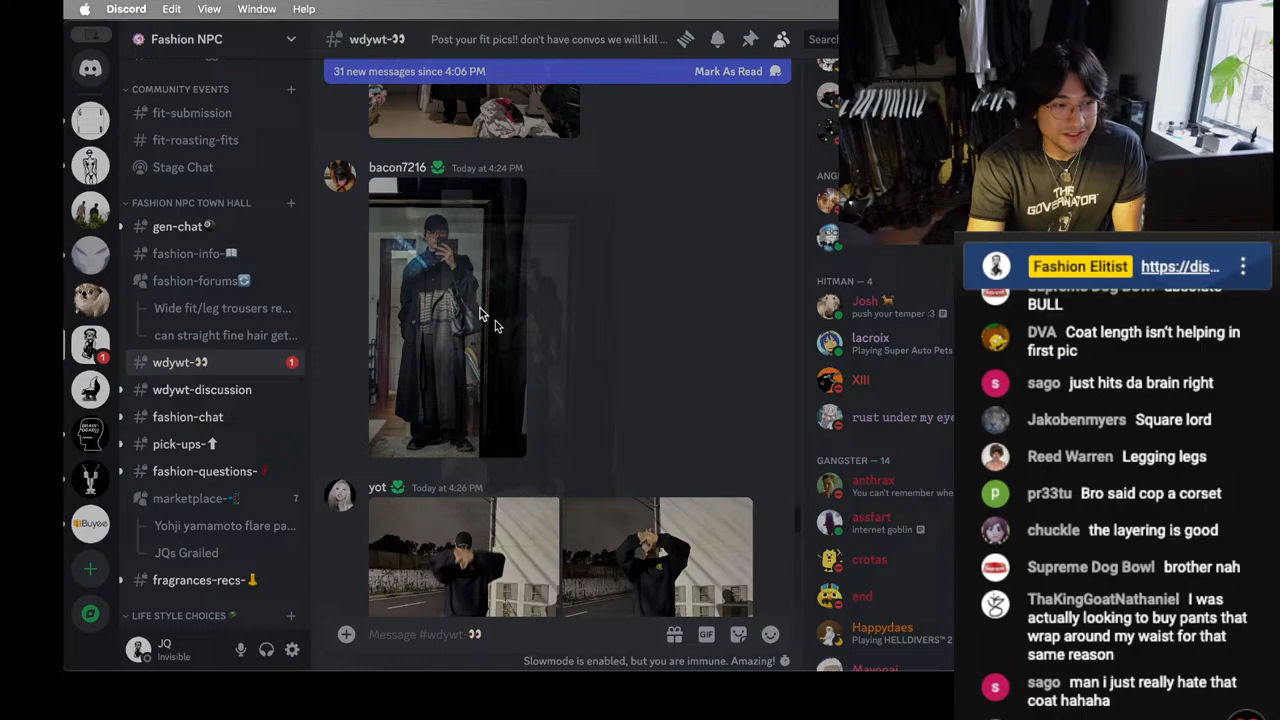 Discord Edit View Window Help
Fashion NPC
COMMUNITY EVENTS
fit-submission
fit-roasting-fits
Stage Chat
FASHION NPC TOWN HALL
gen-chat
fashion-info-
fashion-forums
Wide fit/leg trousers re...
can straight fine hair get...
wdywt- 1
wdywt-discussion
fashion-chat
pick-ups-
fashion-questions-
marketplace- 7
Yohji yamamoto flare pa...
JQs Grailed
fragrances-recs-
LIFE STYLE CHOICES
JQ
Invisible
1
BRAIN DEAD
Buyee
wdywt- Post your fit pics!! don't have convos we will kill ...
Search
31 new messages since 4:06 PM Mark As Read
bacon7216 Today at 4:24 PM
yot Today at 4:26 PM
Message #wdywt-
GIF
Slowmode is enabled, but you are immune. Amazing!
HITMAN — 4
Josh
push your temper :3
lacroix
Playing Super Auto Pets
XIII
rust under my eye
GANGSTER — 14
anthrax
You can't remember whe
assfart
internet goblin
crotas
end
Happydaes
Playing HELLDIVERS™ 2
THE
GOVERNATOR
Fashion Elitist https://dis...
BULL
DVA Coat length isn't helping in
first pic
sago just hits da brain right
Jakobenmyers Square lord
Reed Warren Legging legs
pr33tu Bro said cop a corset
chuckle the layering is good
Supreme Dog Bowl brother nah
ThaKingGoatNathaniel I was
actually looking to buy pants that
wrap around my waist for that
same reason
sago man i just really hate that
coat hahaha